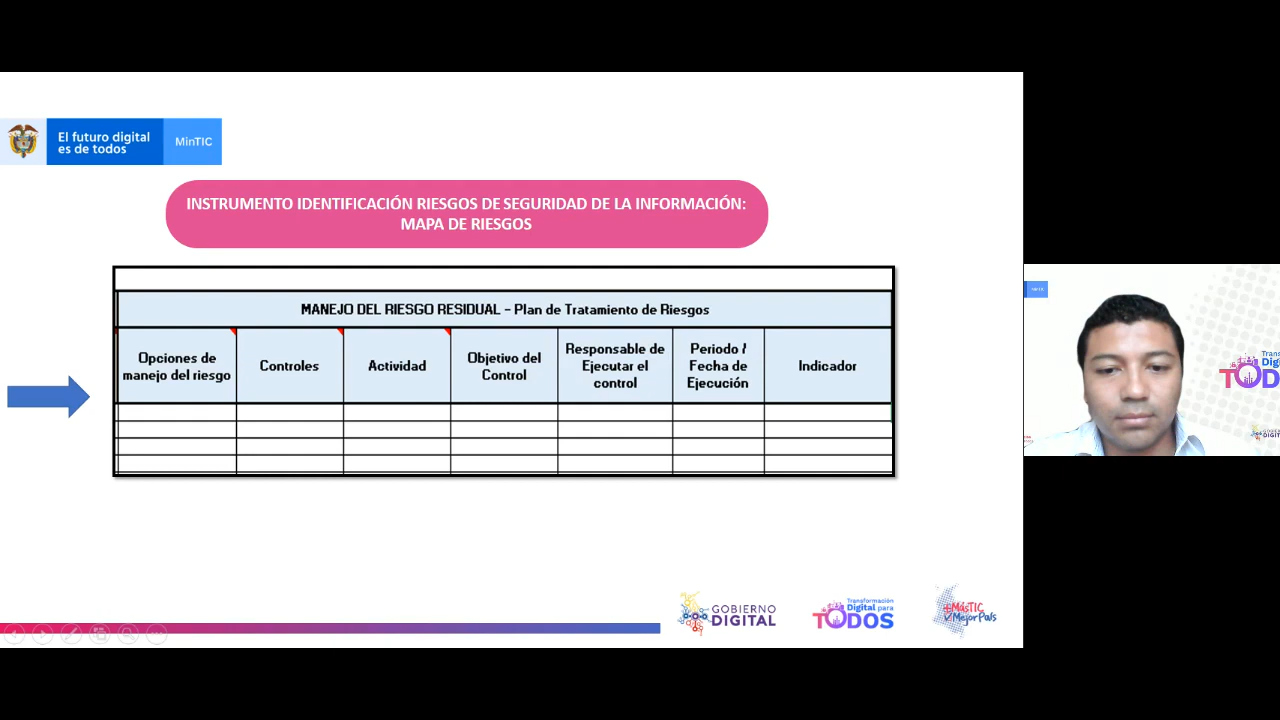 El futuro digital
es de todos
MinTIC
INSTRUMENTO IDENTIFICACIÓN RIESGOS DE SEGURIDAD DE LA INFORMACIÓN:
MAPA DE RIESGOS
MANEJO DEL RIESGO RESIDUAL - Plan de Tratamiento de Riesgos
Opciones de
manejo del riesgo
Controles
Actividad
Objetivo del
Control
Responsable de
Ejecutar el
control
Periodo /
Fecha de
Ejecución
Indicador
GOBIERNO
DIGITAL
Transformación
Digital para
TODOS
+MásTIC
✓MejorPaís